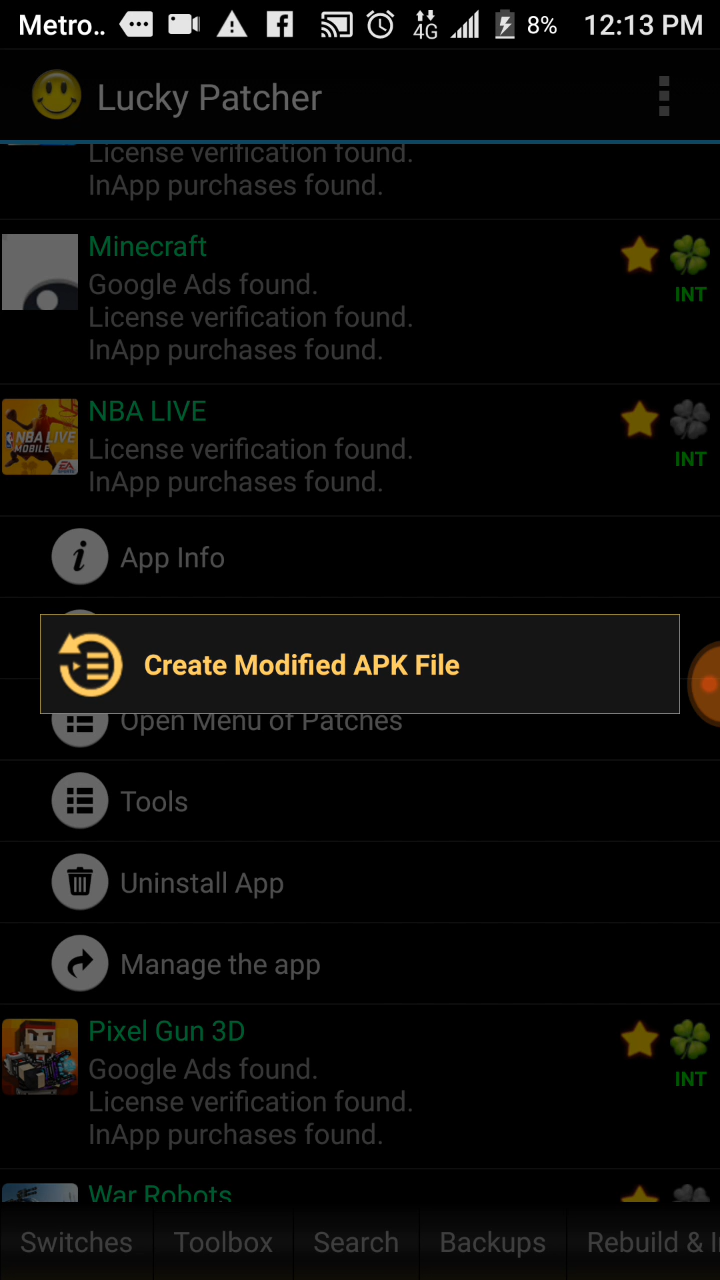 Metro..
4G
8%
12:13 PM
Lucky Patcher
License verification found.
InApp purchases found.
Minecraft
Google Ads found.
License verification found.
InApp purchases found.
INT
NBA LIVE
License verification found.
InApp purchases found.
INT
NBA LIVE
MOBILE
EA
App Info
Create Modified APK File
Open Menu of Patches
Tools
Uninstall App
Manage the app
Pixel Gun 3D
Google Ads found.
License verification found.
InApp purchases found.
INT
War Robots
Switches
Toolbox
Search
Backups
Rebuild & I